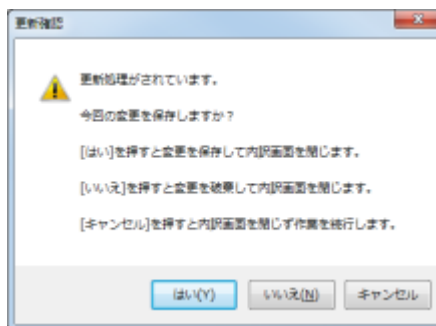 更新確認
更新処理がされています。
今回の変更を保存しますか？
[はい]を押すと変更を保存して内訳画面を閉じます。
[いいえ]を押すと変更を破棄して内訳画面を閉じます。
[キャンセル]を押すと内訳画面を閉じず作業を続行します。
はい(Y) いいえ(N) キャンセル